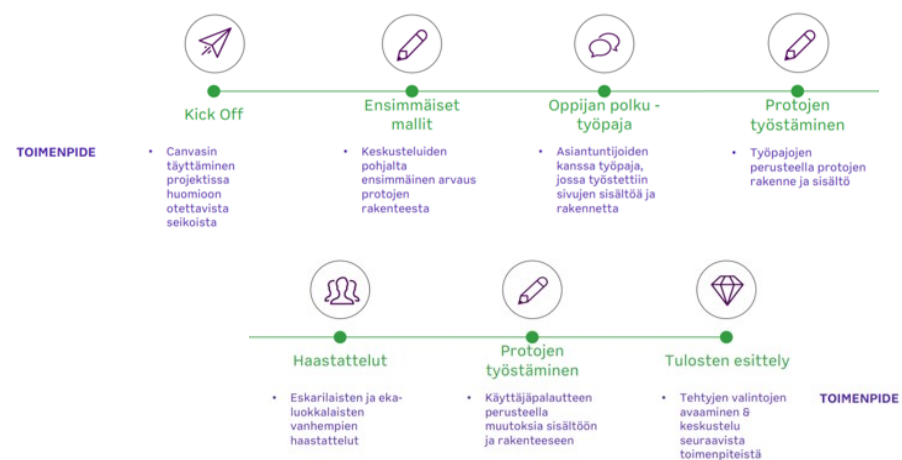 Kick Off
Ensimmäiset
mallit
Oppijan polku -
työpaja
Protojen
työstäminen
TOIMENPIDE
• Canvasin
täyttäminen
projektissa
huomioon
otettavista
seikoista
• Keskusteluiden
pohjalta
ensimmäinen arvaus
protojen
rakenteesta
• Asiantuntijoiden
kanssa työpaja,
jossa työstettiin
sivujen sisältöä ja
rakennetta
• Työpajojen
perusteella protojen
rakenne ja sisältö
Haastattelut
Protojen
työstäminen
Tulosten esittely
• Eskarilaisten ja eka-
luokkalaisten
vanhempien
haastattelut
• Käyttäjäpalautteen
perusteella
muutoksia sisältöön
ja rakenteeseen
• Tehtyjen valintojen
avaaminen &
keskustelu
seuraavista
toimenpiteistä
TOIMENPIDE